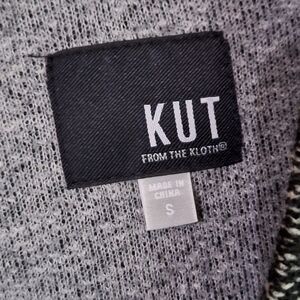 KUT
FROM THE KLOTH®
MADE IN
CHINA
S